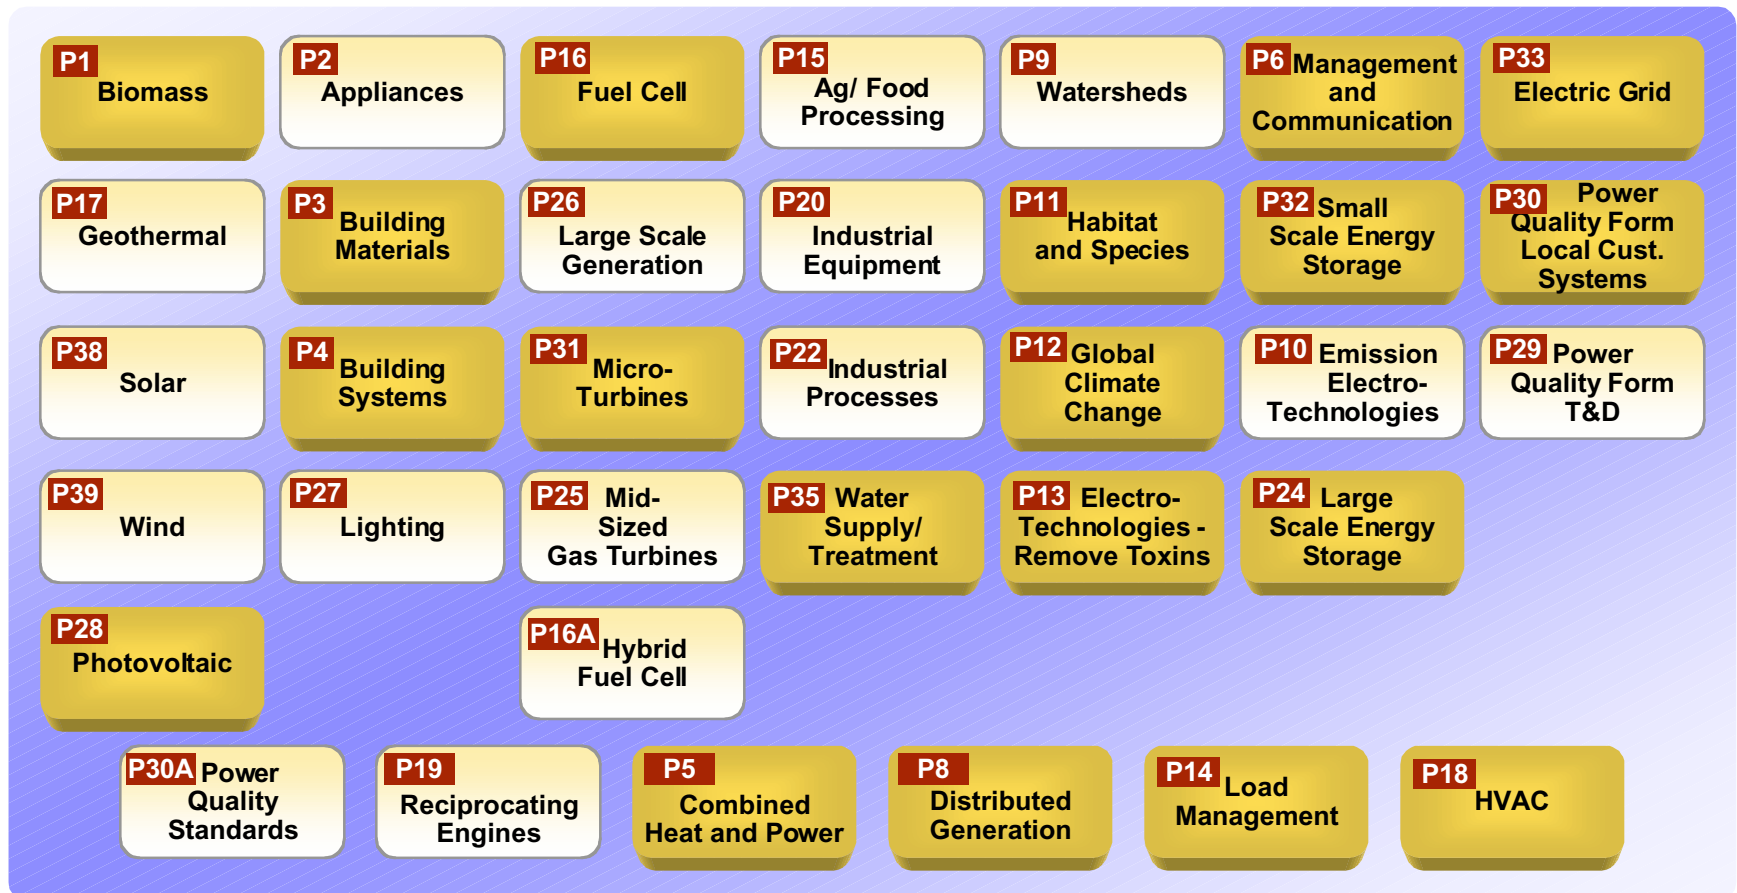 P1
Biomass
P2
Appliances
P16
Fuel Cell
P15
Ag/ Food
Processing
P9
Watersheds
P6 Management
and
Communication
P33
Electric Grid
P17
Geothermal
P3
Building
Materials
P26
Large Scale
Generation
P20
Industrial
Equipment
P11
Habitat
and Species
P32 Small
Scale Energy
Storage
P30 Power
Quality Form
Local Cust.
Systems
P38
Solar
P4
Building
Systems
P31
Micro-
Turbines
P22
Industrial
Processes
P12 Global
Climate
Change
P10 Emission
Electro-
Technologies
P29 Power
Quality Form
T&D
P39
Wind
P27
Lighting
P25 Mid-
Sized
Gas Turbines
P35 Water
Supply/
Treatment
P13 Electro-
Technologies -
Remove Toxins
P24 Large
Scale Energy
Storage
P28
Photovoltaic
P16A
Hybrid
Fuel Cell
P30A Power
Quality
Standards
P19
Reciprocating
Engines
P5
Combined
Heat and Power
P8
Distributed
Generation
P14
Load
Management
P18
HVAC